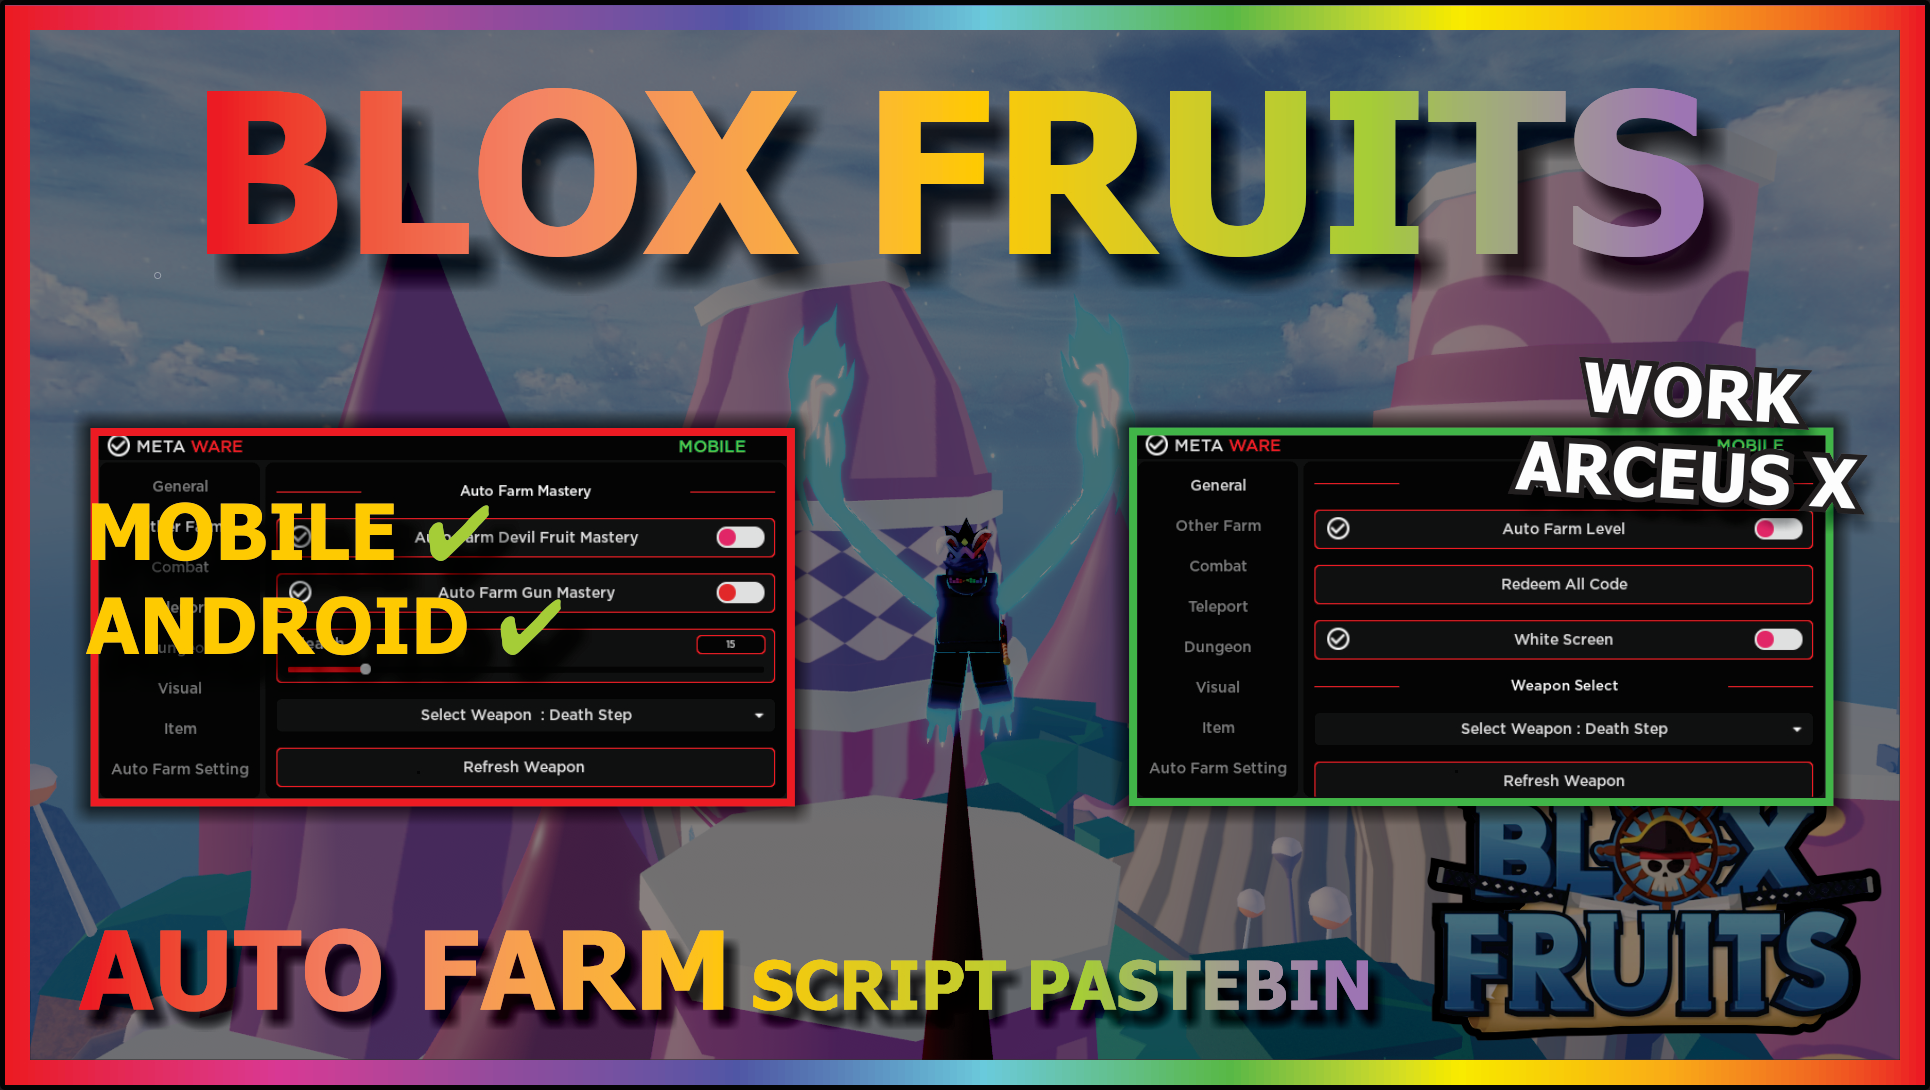 BLOX FRUITS
WORK
ARCEUS X
META WARE
MOBILE
General
Combat
Visual
Item
Auto Farm Setting
Auto Farm Mastery
Farm Devil Fruit Mastery
Auto Farm Gun Mastery
15
Select Weapon : Death Step
Refresh Weapon
MOBILE ✔
ANDROID ✔
META WARE
MOBILE
General
Other Farm
Combat
Teleport
Dungeon
Visual
Item
Auto Farm Setting
Auto Farm Level
Redeem All Code
White Screen
Weapon Select
Select Weapon : Death Step
Refresh Weapon
AUTO FARM SCRIPT PASTEBIN
BLOX
FRUITS